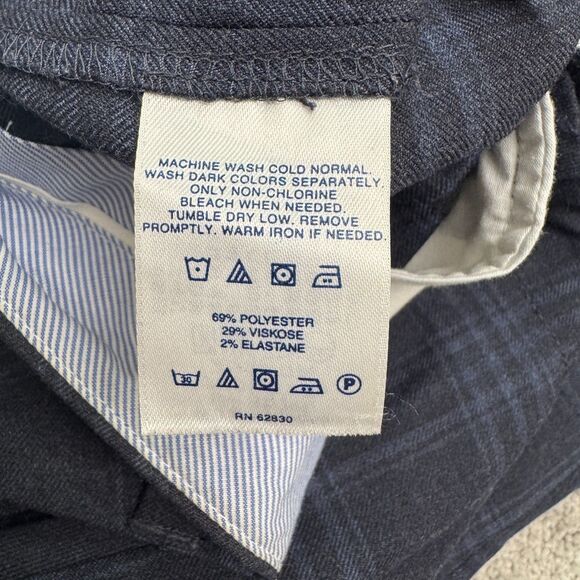 MACHINE WASH COLD NORMAL.
WASH DARK COLORS SEPARATELY.
ONLY NON-CHLORINE
BLEACH WHEN NEEDED.
TUMBLE DRY LOW. REMOVE
PROMPTLY. WARM IRON IF NEEDED.
69% POLYESTER
29% VISKOSE
2% ELASTANE
30 P
RN 62830